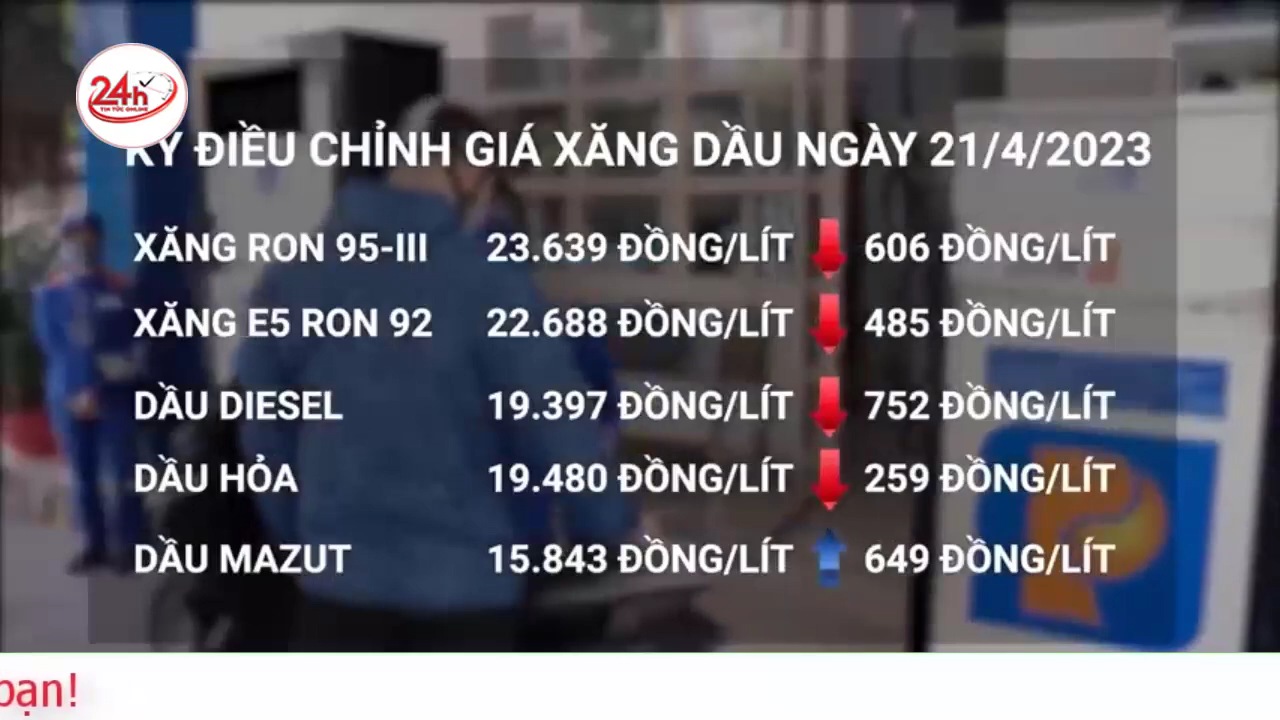 24h
TIN TỨC ONLINE
KỲ ĐIỀU CHỈNH GIÁ XĂNG DẦU NGÀY 21/4/2023
XĂNG RON 95-III 23.639 ĐỒNG/LÍT 606 ĐỒNG/LÍT
XĂNG E5 RON 92 22.688 ĐỒNG/LÍT 485 ĐỒNG/LÍT
DẦU DIESEL 19.397 ĐỒNG/LÍT 752 ĐỒNG/LÍT
DẦU HỎA 19.480 ĐỒNG/LÍT 259 ĐỒNG/LÍT
DẦU MAZUT 15.843 ĐỒNG/LÍT 649 ĐỒNG/LÍT
bạn!